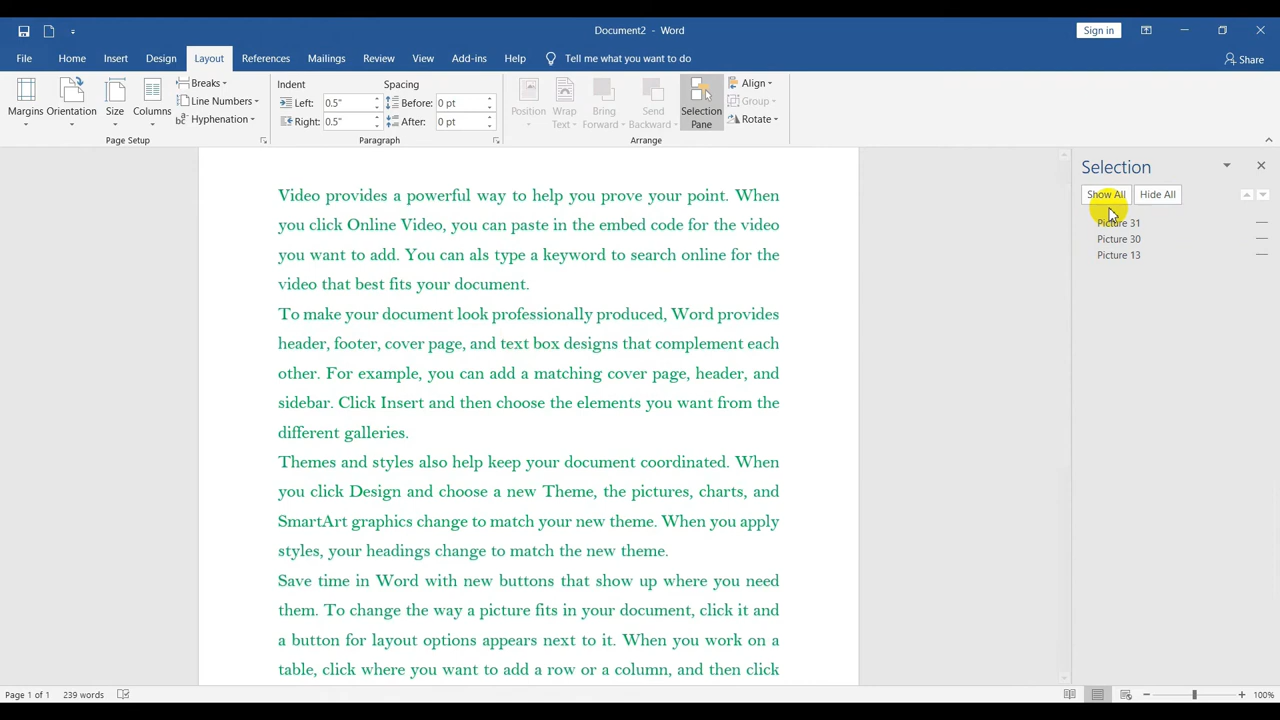 Document2 - Word
Sign in
File Home Insert Design Layout References Mailings Review View Add-ins Help Tell me what you want to do
Share
Margins
Orientation
Size
Columns
Breaks
Line Numbers
Hyphenation
Page Setup
Indent
Left: 0.5"
Right: 0.5"
Spacing
Before: 0 pt
After: 0 pt
Paragraph
Position
Wrap Text
Bring Forward
Send Backward
Selection Pane
Align
Group
Rotate
Arrange
Video provides a powerful way to help you prove your point. When
you click Online Video, you can paste in the embed code for the video
you want to add. You can als type a keyword to search online for the
video that best fits your document.
To make your document look professionally produced, Word provides
header, footer, cover page, and text box designs that complement each
other. For example, you can add a matching cover page, header, and
sidebar. Click Insert and then choose the elements you want from the
different galleries.
Themes and styles also help keep your document coordinated. When
you click Design and choose a new Theme, the pictures, charts, and
SmartArt graphics change to match your new theme. When you apply
styles, your headings change to match the new theme.
Save time in Word with new buttons that show up where you need
them. To change the way a picture fits in your document, click it and
a button for layout options appears next to it. When you work on a
table, click where you want to add a row or a column, and then click
Selection
Show All Hide All
Picture 31
Picture 30
Picture 13
Page 1 of 1 239 words
100%